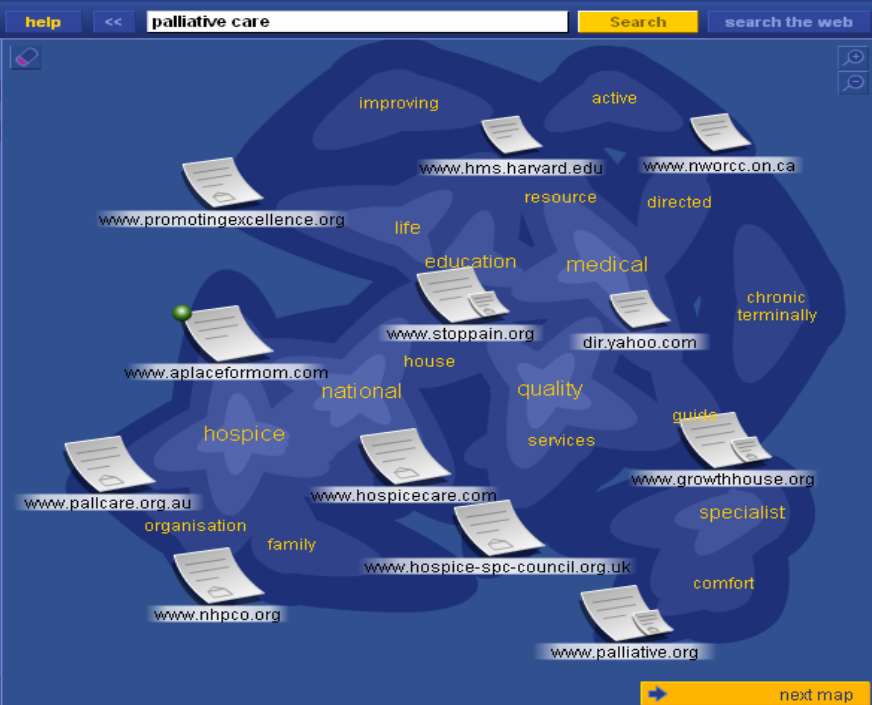 help
<<
palliative care
Search
search the web
improving
active
www.hms.harvard.edu
www.nworcc.on.ca
www.promotingexcellence.org
resource
directed
life
education
medical
chronic
terminally
www.stoppain.org
dir.yahoo.com
www.aplaceformom.com
house
national
quality
guide
hospice
services
www.growthhouse.org
www.pallcare.org.au
www.hospicecare.com
specialist
organisation
family
www.hospice-spc-council.org.uk
comfort
www.nhpco.org
www.palliative.org
next map